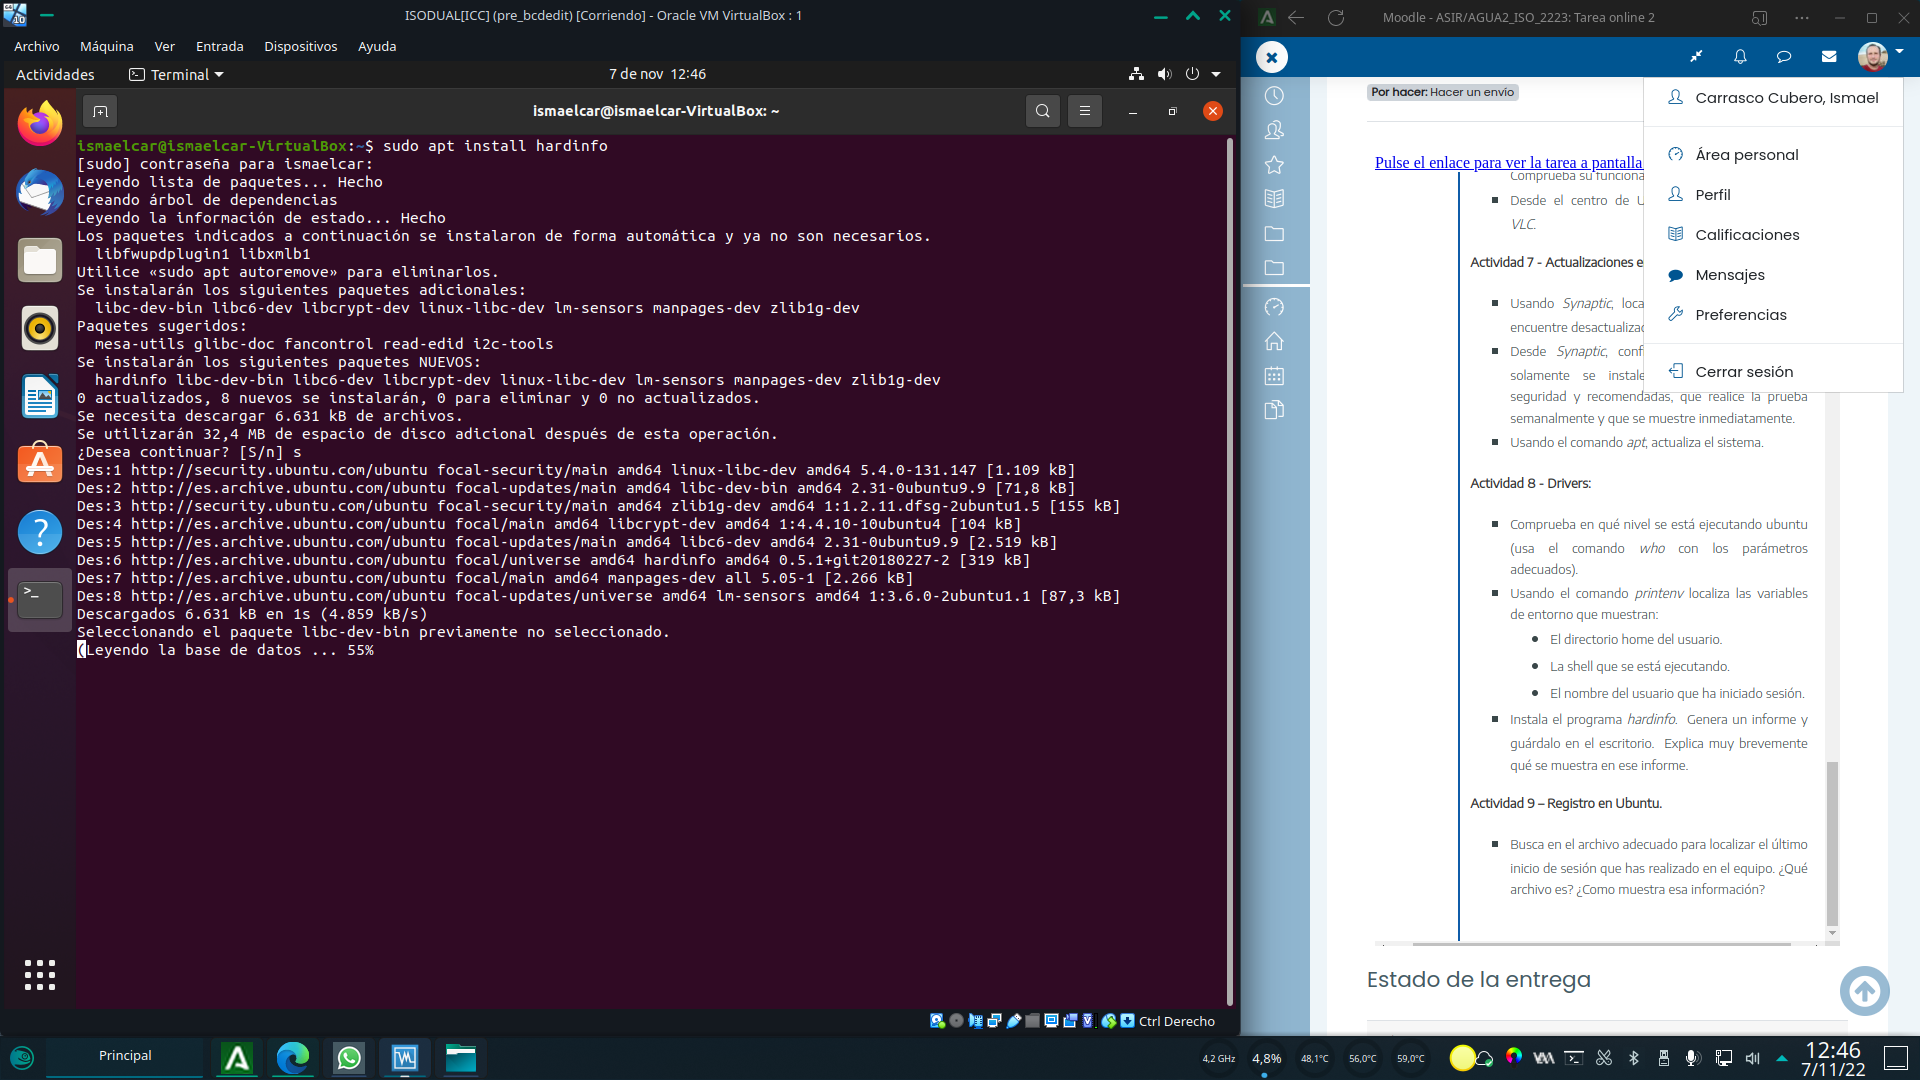 ISODUAL[ICC] (pre_bcdedit) [Corriendo] - Oracle VM VirtualBox : 1
Archivo Máquina Ver Entrada Dispositivos Ayuda
Actividades Terminal 7 de nov 12:46
ismaelcar@ismaelcar-VirtualBox: ~
ismaelcar@ismaelcar-VirtualBox:~$ sudo apt install hardinfo
[sudo] contraseña para ismaelcar:
Leyendo lista de paquetes... Hecho
Creando árbol de dependencias
Leyendo la información de estado... Hecho
Los paquetes indicados a continuación se instalaron de forma automática y ya no son necesarios.
libfwupdplugin1 libxmlb1
Utilice «sudo apt autoremove» para eliminarlos.
Se instalarán los siguientes paquetes adicionales:
libc-dev-bin libc6-dev libcrypt-dev linux-libc-dev lm-sensors manpages-dev zlib1g-dev
Paquetes sugeridos:
mesa-utils glibc-doc fancontrol read-edid i2c-tools
Se instalarán los siguientes paquetes NUEVOS:
hardinfo libc-dev-bin libc6-dev libcrypt-dev linux-libc-dev lm-sensors manpages-dev zlib1g-dev
0 actualizados, 8 nuevos se instalarán, 0 para eliminar y 0 no actualizados.
Se necesita descargar 6.631 kB de archivos.
Se utilizarán 32,4 MB de espacio de disco adicional después de esta operación.
¿Desea continuar? [S/n] s
Des:1 http://security.ubuntu.com/ubuntu focal-security/main amd64 linux-libc-dev amd64 5.4.0-131.147 [1.109 kB]
Des:2 http://es.archive.ubuntu.com/ubuntu focal-updates/main amd64 libc-dev-bin amd64 2.31-0ubuntu9.9 [71,8 kB]
Des:3 http://security.ubuntu.com/ubuntu focal-security/main amd64 zlib1g-dev amd64 1:1.2.11.dfsg-2ubuntu1.5 [155 kB]
Des:4 http://es.archive.ubuntu.com/ubuntu focal/main amd64 libcrypt-dev amd64 1:4.4.10-10ubuntu4 [104 kB]
Des:5 http://es.archive.ubuntu.com/ubuntu focal-updates/main amd64 libc6-dev amd64 2.31-0ubuntu9.9 [2.519 kB]
Des:6 http://es.archive.ubuntu.com/ubuntu focal/universe amd64 hardinfo amd64 0.5.1+git20180227-2 [319 kB]
Des:7 http://es.archive.ubuntu.com/ubuntu focal/main amd64 manpages-dev all 5.05-1 [2.266 kB]
Des:8 http://es.archive.ubuntu.com/ubuntu focal-updates/universe amd64 lm-sensors amd64 1:3.6.0-2ubuntu1.1 [87,3 kB]
Descargados 6.631 kB en 1s (4.859 kB/s)
Seleccionando el paquete libc-dev-bin previamente no seleccionado.
(Leyendo la base de datos ... 55%
Ctrl Derecho
Moodle - ASIR/AGUA2_ISO_2223: Tarea online 2
Por hacer: Hacer un envío
Carrasco Cubero, Ismael
Área personal
Perfil
Calificaciones
Mensajes
Preferencias
Cerrar sesión
Pulse el enlace para ver la tarea a pantalla
Comprueba su funciona
Desde el centro de U
VLC.
Actividad 7 - Actualizaciones e
Usando Synaptic, loca
encuentre desactualizad
Desde Synaptic, conf
solamente se instale
seguridad y recomendadas, que realice la prueba
semanalmente y que se muestre inmediatamente.
Usando el comando apt, actualiza el sistema.
Actividad 8 - Drivers:
Comprueba en qué nivel se está ejecutando ubuntu
(usa el comando who con los parámetros
adecuados).
Usando el comando printenv localiza las variables
de entorno que muestran:
El directorio home del usuario.
La shell que se está ejecutando.
El nombre del usuario que ha iniciado sesión.
Instala el programa hardinfo. Genera un informe y
guárdalo en el escritorio. Explica muy brevemente
qué se muestra en ese informe.
Actividad 9 – Registro en Ubuntu.
Busca en el archivo adecuado para localizar el último
inicio de sesión que has realizado en el equipo. ¿Qué
archivo es? ¿Como muestra esa información?
Estado de la entrega
Principal
4,2 GHz 4,8% 48,1°C 56,0°C 59,0°C
12:46
7/11/22